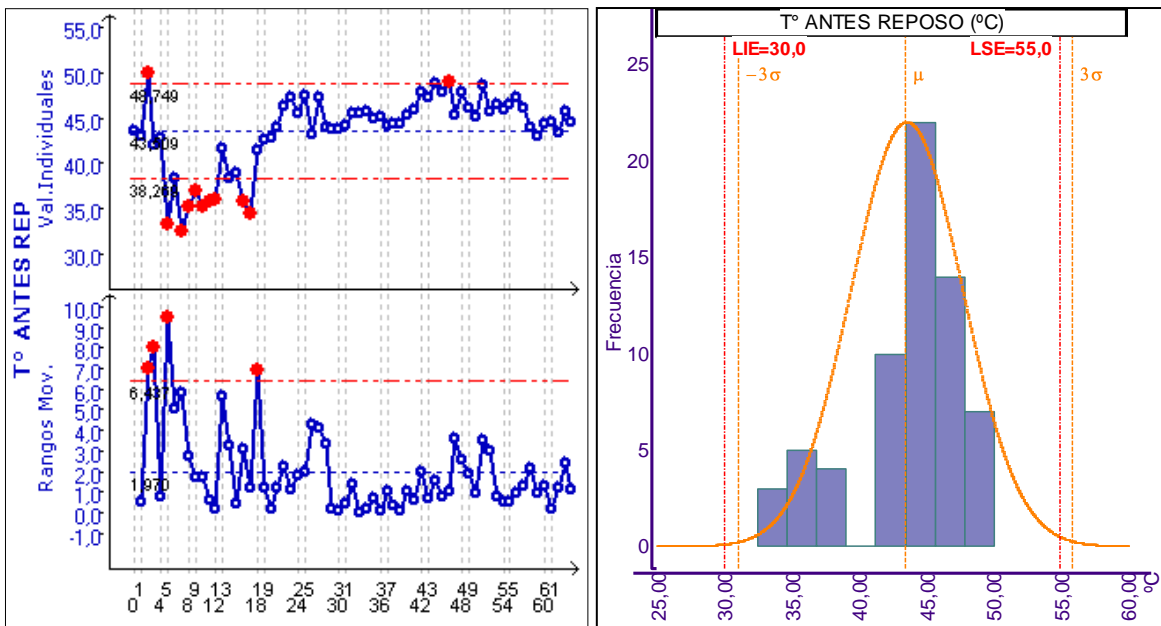 T° ANTES REP
Val.Individuales
55,0
50,0
45,0
40,0
35,0
30,0
48,749
43,509
38,268
Rangos Mov.
10,0
9,0
8,0
7,0
6,0
5,0
4,0
3,0
2,0
1,0
0,0
-1,0
6,437
1,970
1 5 9 13 19 25 31 37 43 49 55 61
0 4 8 12 18 24 30 36 42 48 54 60
T° ANTES REPOSO (ºC)
LIE=30,0
LSE=55,0
−3σ
μ
3σ
Frecuencia
25
20
15
10
5
0
25,00
30,00
35,00
40,00
45,00
50,00
55,00
60,00
ºC